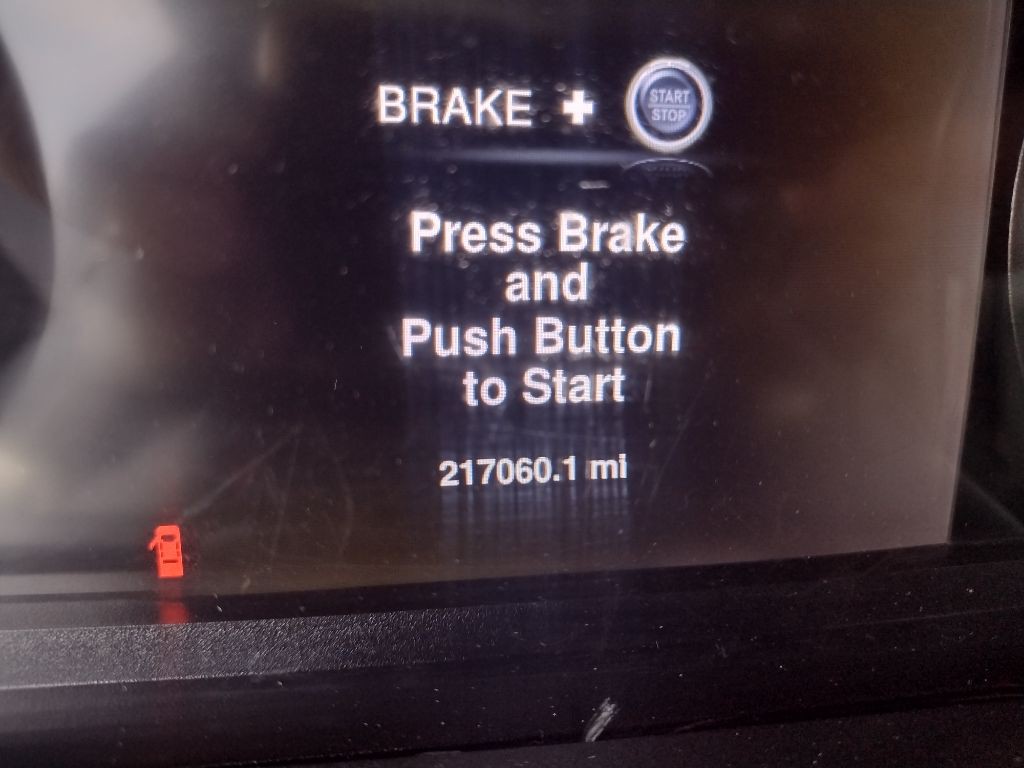 BRAKE + START
STOP
Press Brake
and
Push Button
to Start
217060.1 mi